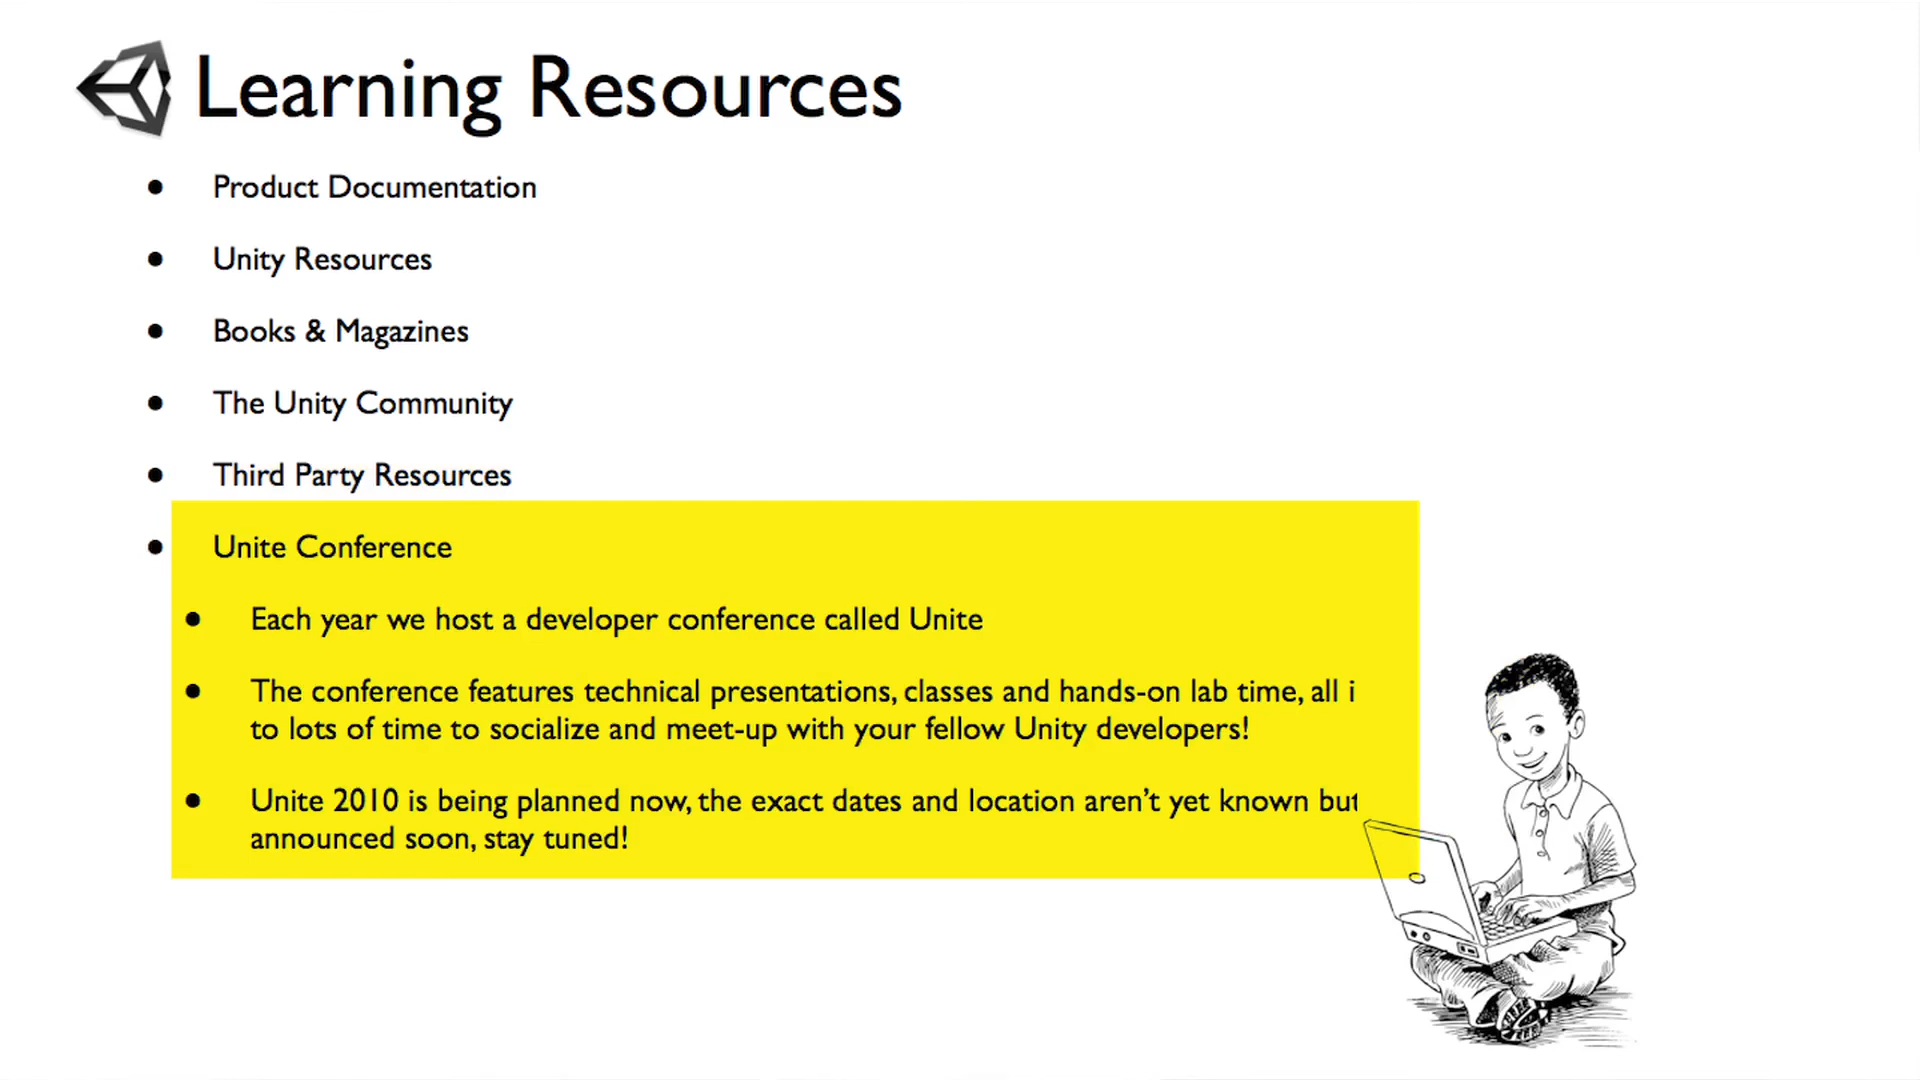 Learning Resources
• Product Documentation
• Unity Resources
• Books & Magazines
• The Unity Community
• Third Party Resources
• Unite Conference
• Each year we host a developer conference called Unite
• The conference features technical presentations, classes and hands-on lab time, all i
to lots of time to socialize and meet-up with your fellow Unity developers!
• Unite 2010 is being planned now, the exact dates and location aren’t yet known but
announced soon, stay tuned!